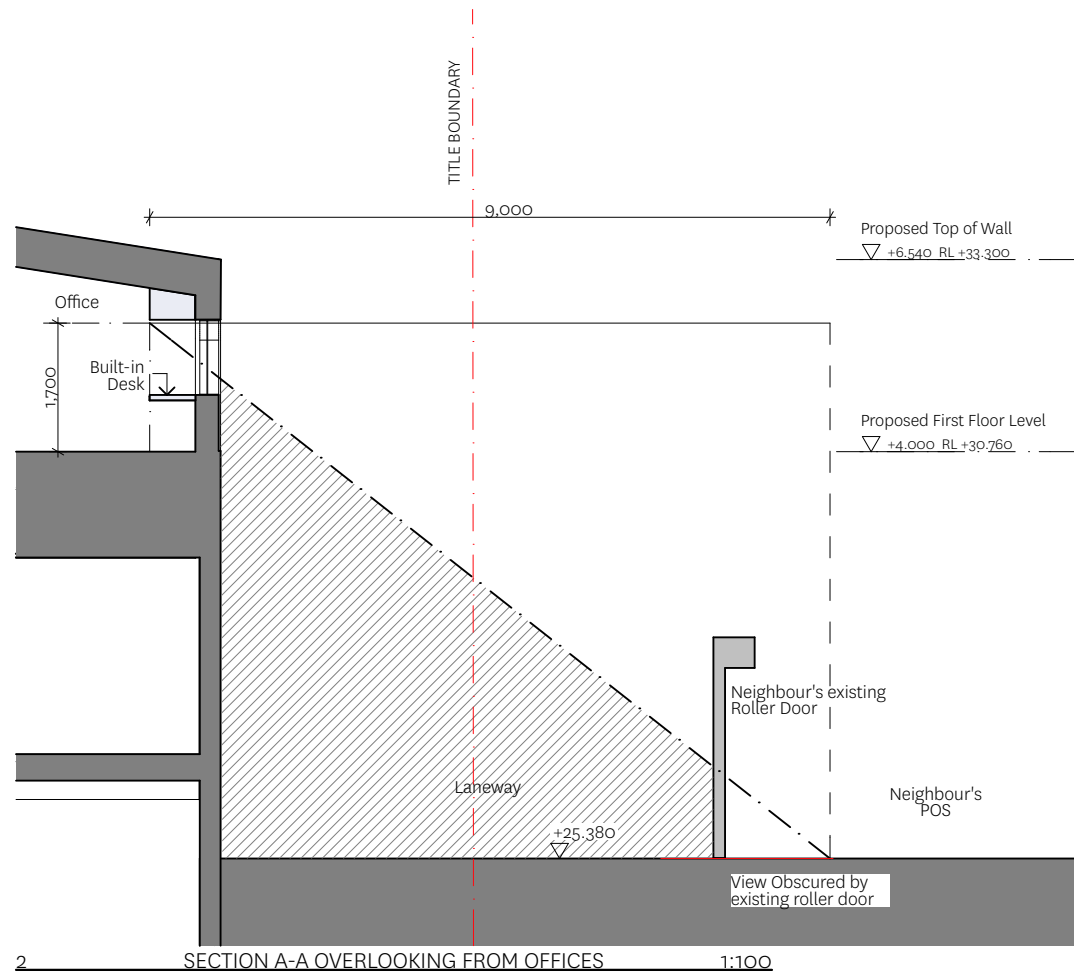 TITLE BOUNDARY
9,000
Proposed Top of Wall
+6.540 RL +33.300
Office
Built-in
Desk
1,700
Proposed First Floor Level
+4.000 RL +30.760
Neighbour's existing
Roller Door
Laneway
Neighbour's
POS
+25.380
View Obscured by
existing roller door
2 SECTION A-A OVERLOOKING FROM OFFICES 1:100